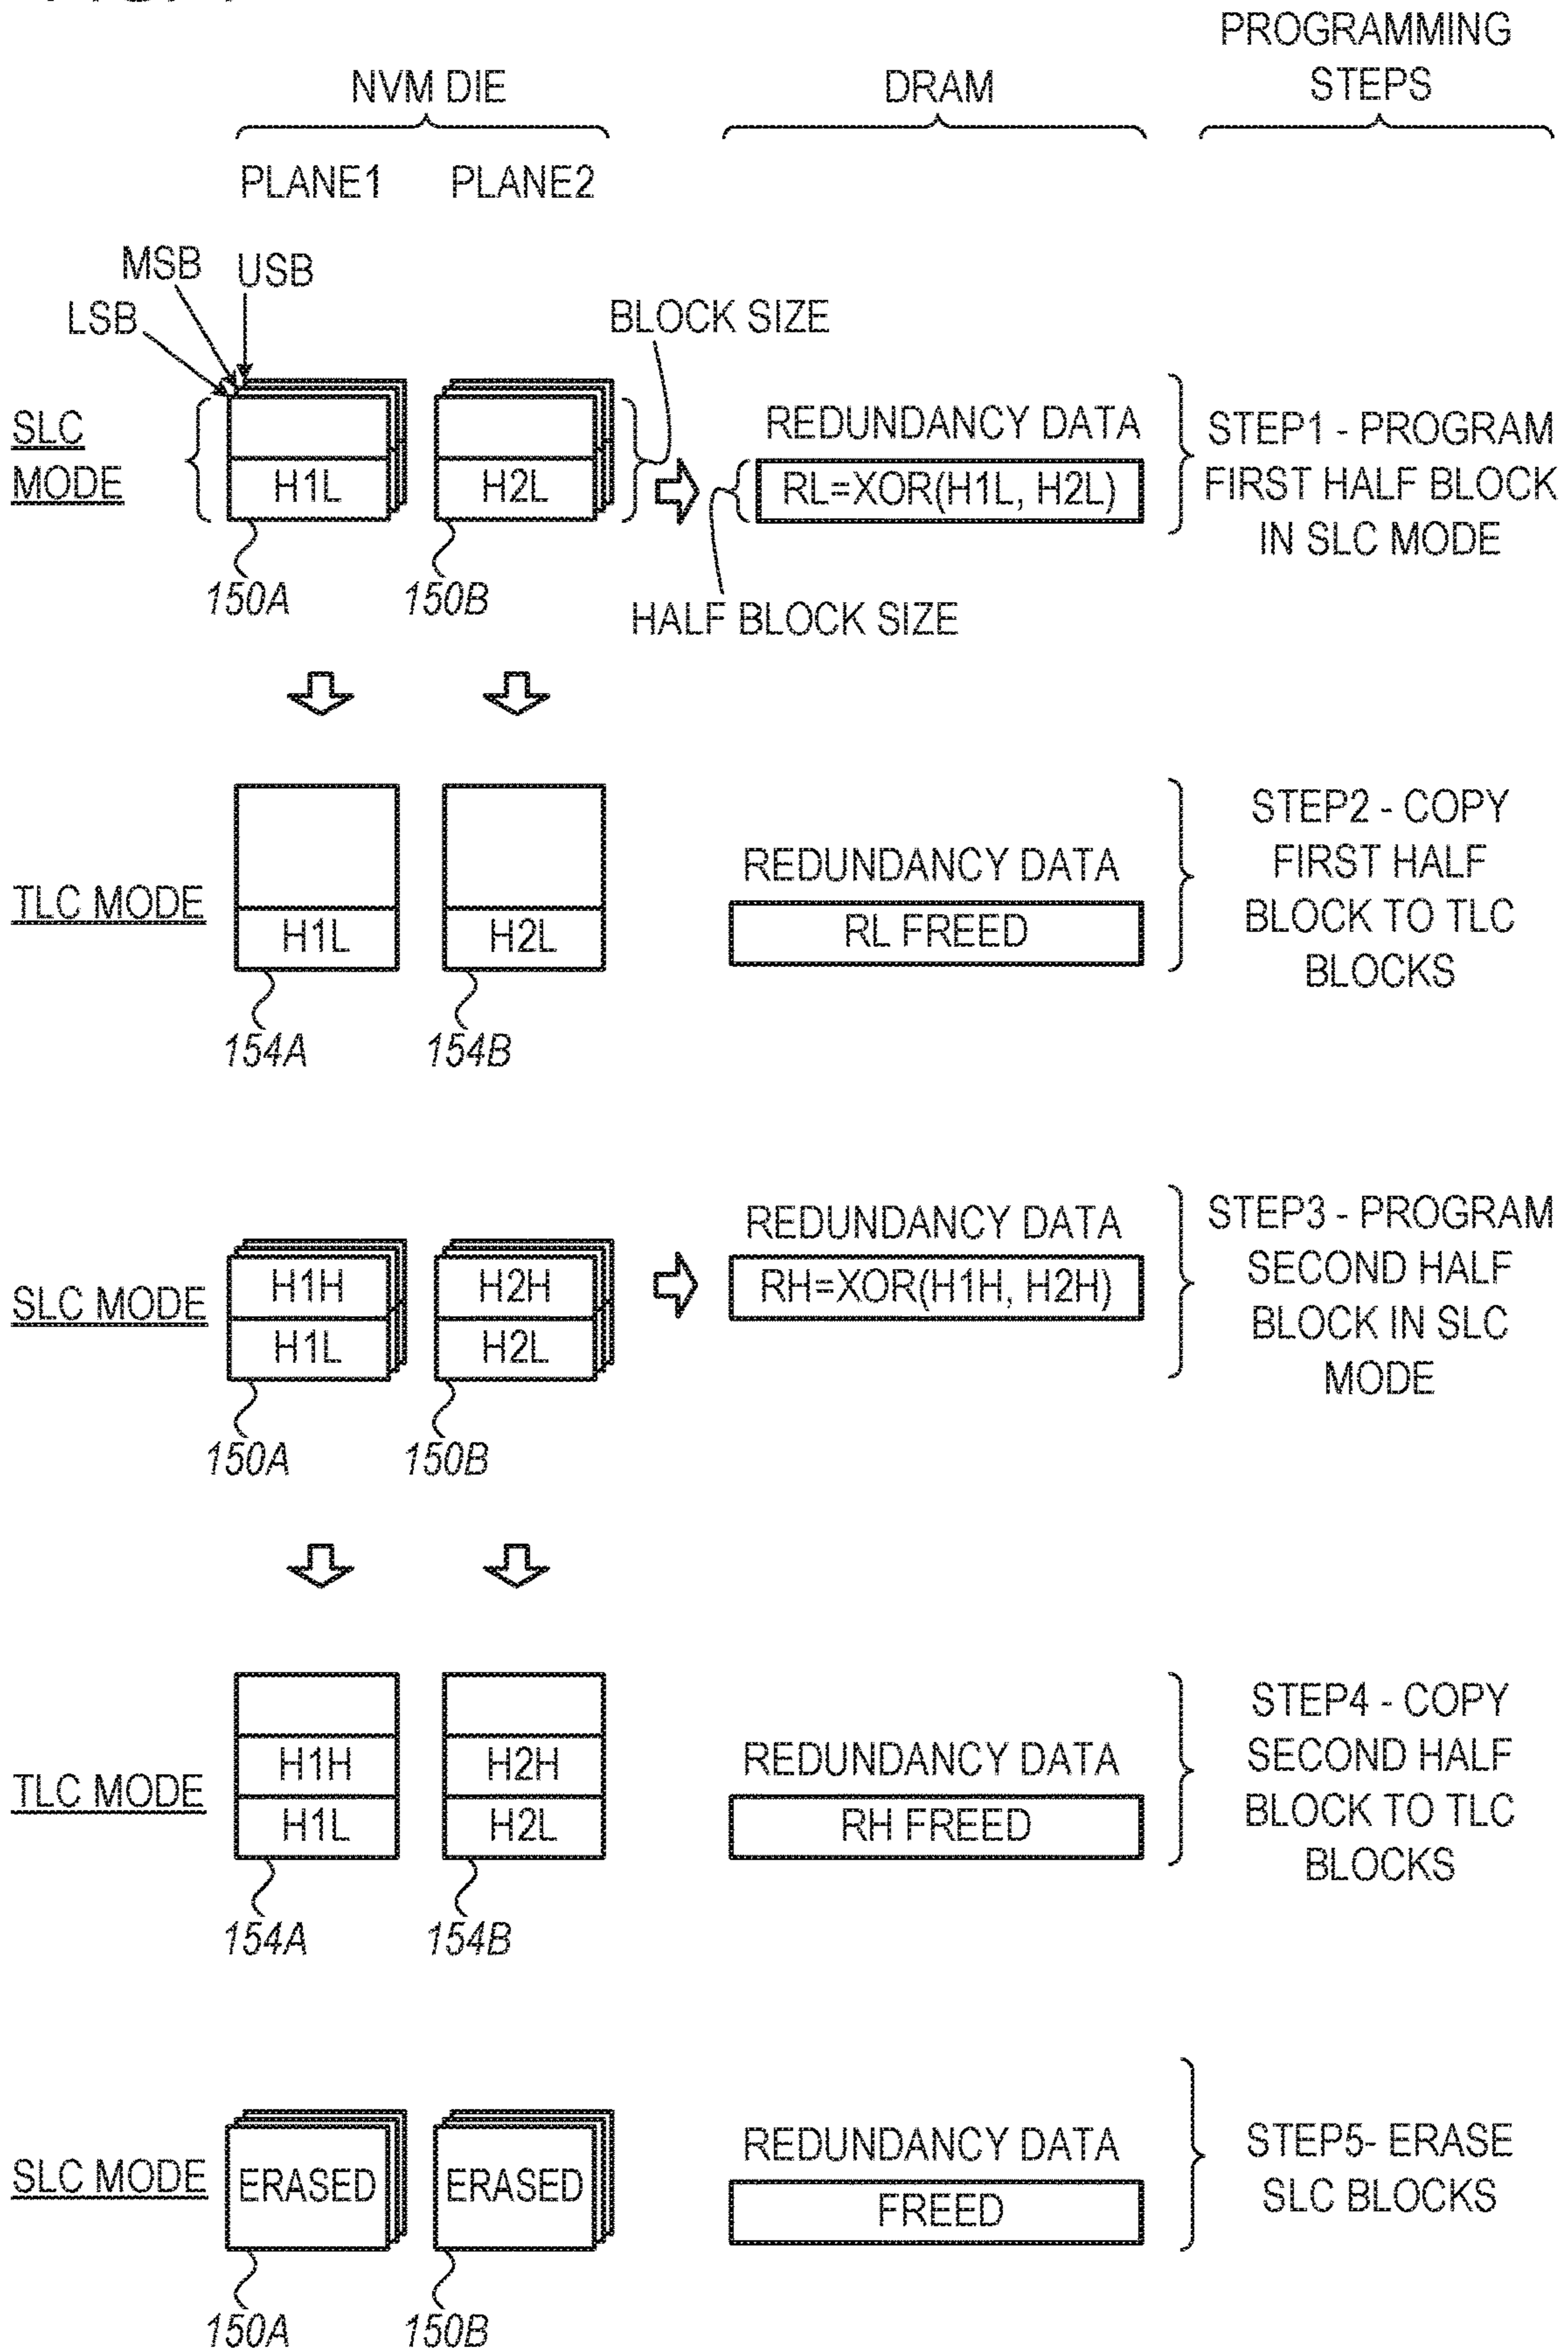 PROGRAMMING
STEPS
NVM DIE
DRAM
PLANE1
PLANE2
MSB
USB
LSB
BLOCK SIZE
SLC
MODE
H1L
H2L
REDUNDANCY DATA
RL=XOR(H1L, H2L)
STEP1 - PROGRAM
FIRST HALF BLOCK
IN SLC MODE
150A
150B
HALF BLOCK SIZE
TLC MODE
H1L
H2L
REDUNDANCY DATA
RL FREED
STEP2 - COPY
FIRST HALF
BLOCK TO TLC
BLOCKS
154A
154B
SLC MODE
H1H
H2H
H1L
H2L
REDUNDANCY DATA
RH=XOR(H1H, H2H)
STEP3 - PROGRAM
SECOND HALF
BLOCK IN SLC
MODE
150A
150B
TLC MODE
H1H
H2H
H1L
H2L
REDUNDANCY DATA
RH FREED
STEP4 - COPY
SECOND HALF
BLOCK TO TLC
BLOCKS
154A
154B
SLC MODE
ERASED
ERASED
REDUNDANCY DATA
FREED
STEP5- ERASE
SLC BLOCKS
150A
150B